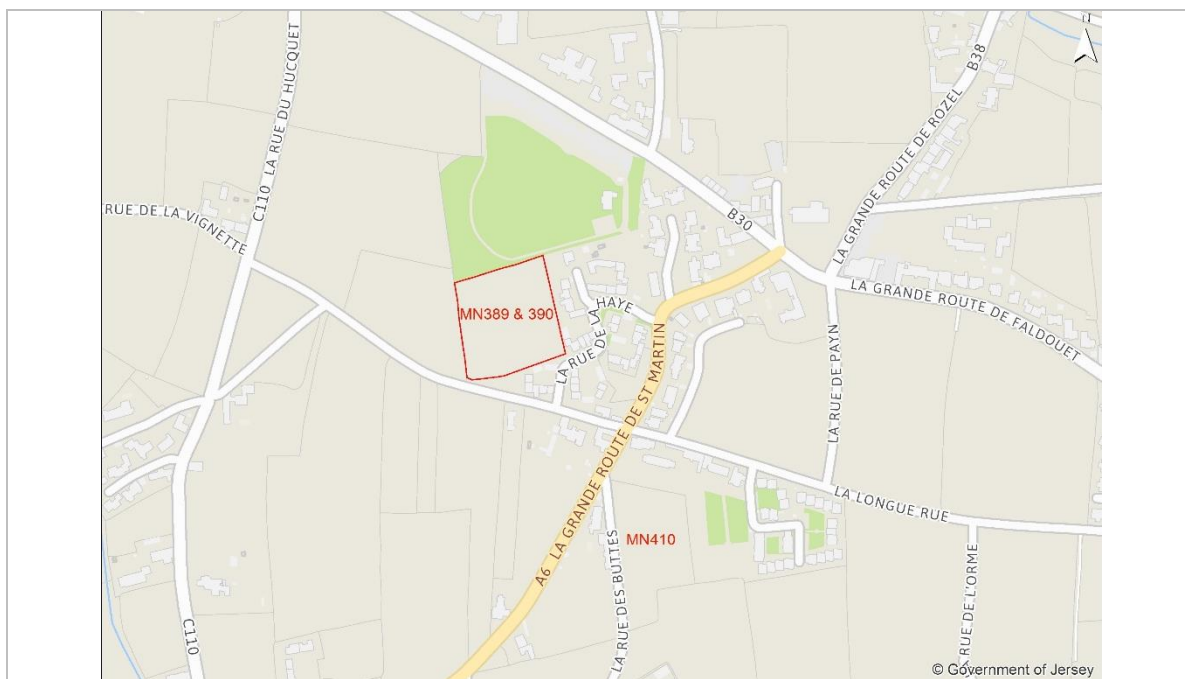 C110 LA RUE DU HUCQUET
B38
LA GRANDE ROUTE DE ROZEL
RUE DE LA VIGNETTE
B30
LA GRANDE ROUTE DE FALDOUET
MN389 & 390
LA RUE DE LA HAYE
LA RUE DE PAYN
A6 LA GRANDE ROUTE DE ST MARTIN
LA LONGUE RUE
MN410
LA RUE DES BUTTES
RUE DE L'ORME
C110
© Government of Jersey